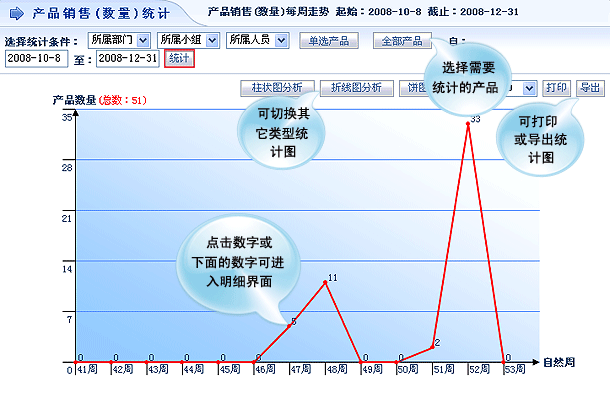 产品销售(数量)统计
产品销售(数量)每周走势 起始：2008-10-8 截止：2008-12-31
选择统计条件： 所属部门 所属小组 所属人员 单选产品 全部产品 自：
2008-10-8 至： 2008-12-31 统计
选择需要
统计的产品
柱状图分析 折线图分析 饼图 打印 导出
产品数量(总数：51)
可切换其
它类型统
计图
可打印
或导出统
计图
35
33
28
21
点击数字或
下面的数字可进
入明细界面
14
11
7
5
2
0 0 0 0 0 0 0 0 0
自然周
0 41周 42周 43周 44周 45周 46周 47周 48周 49周 50周 51周 52周 53周